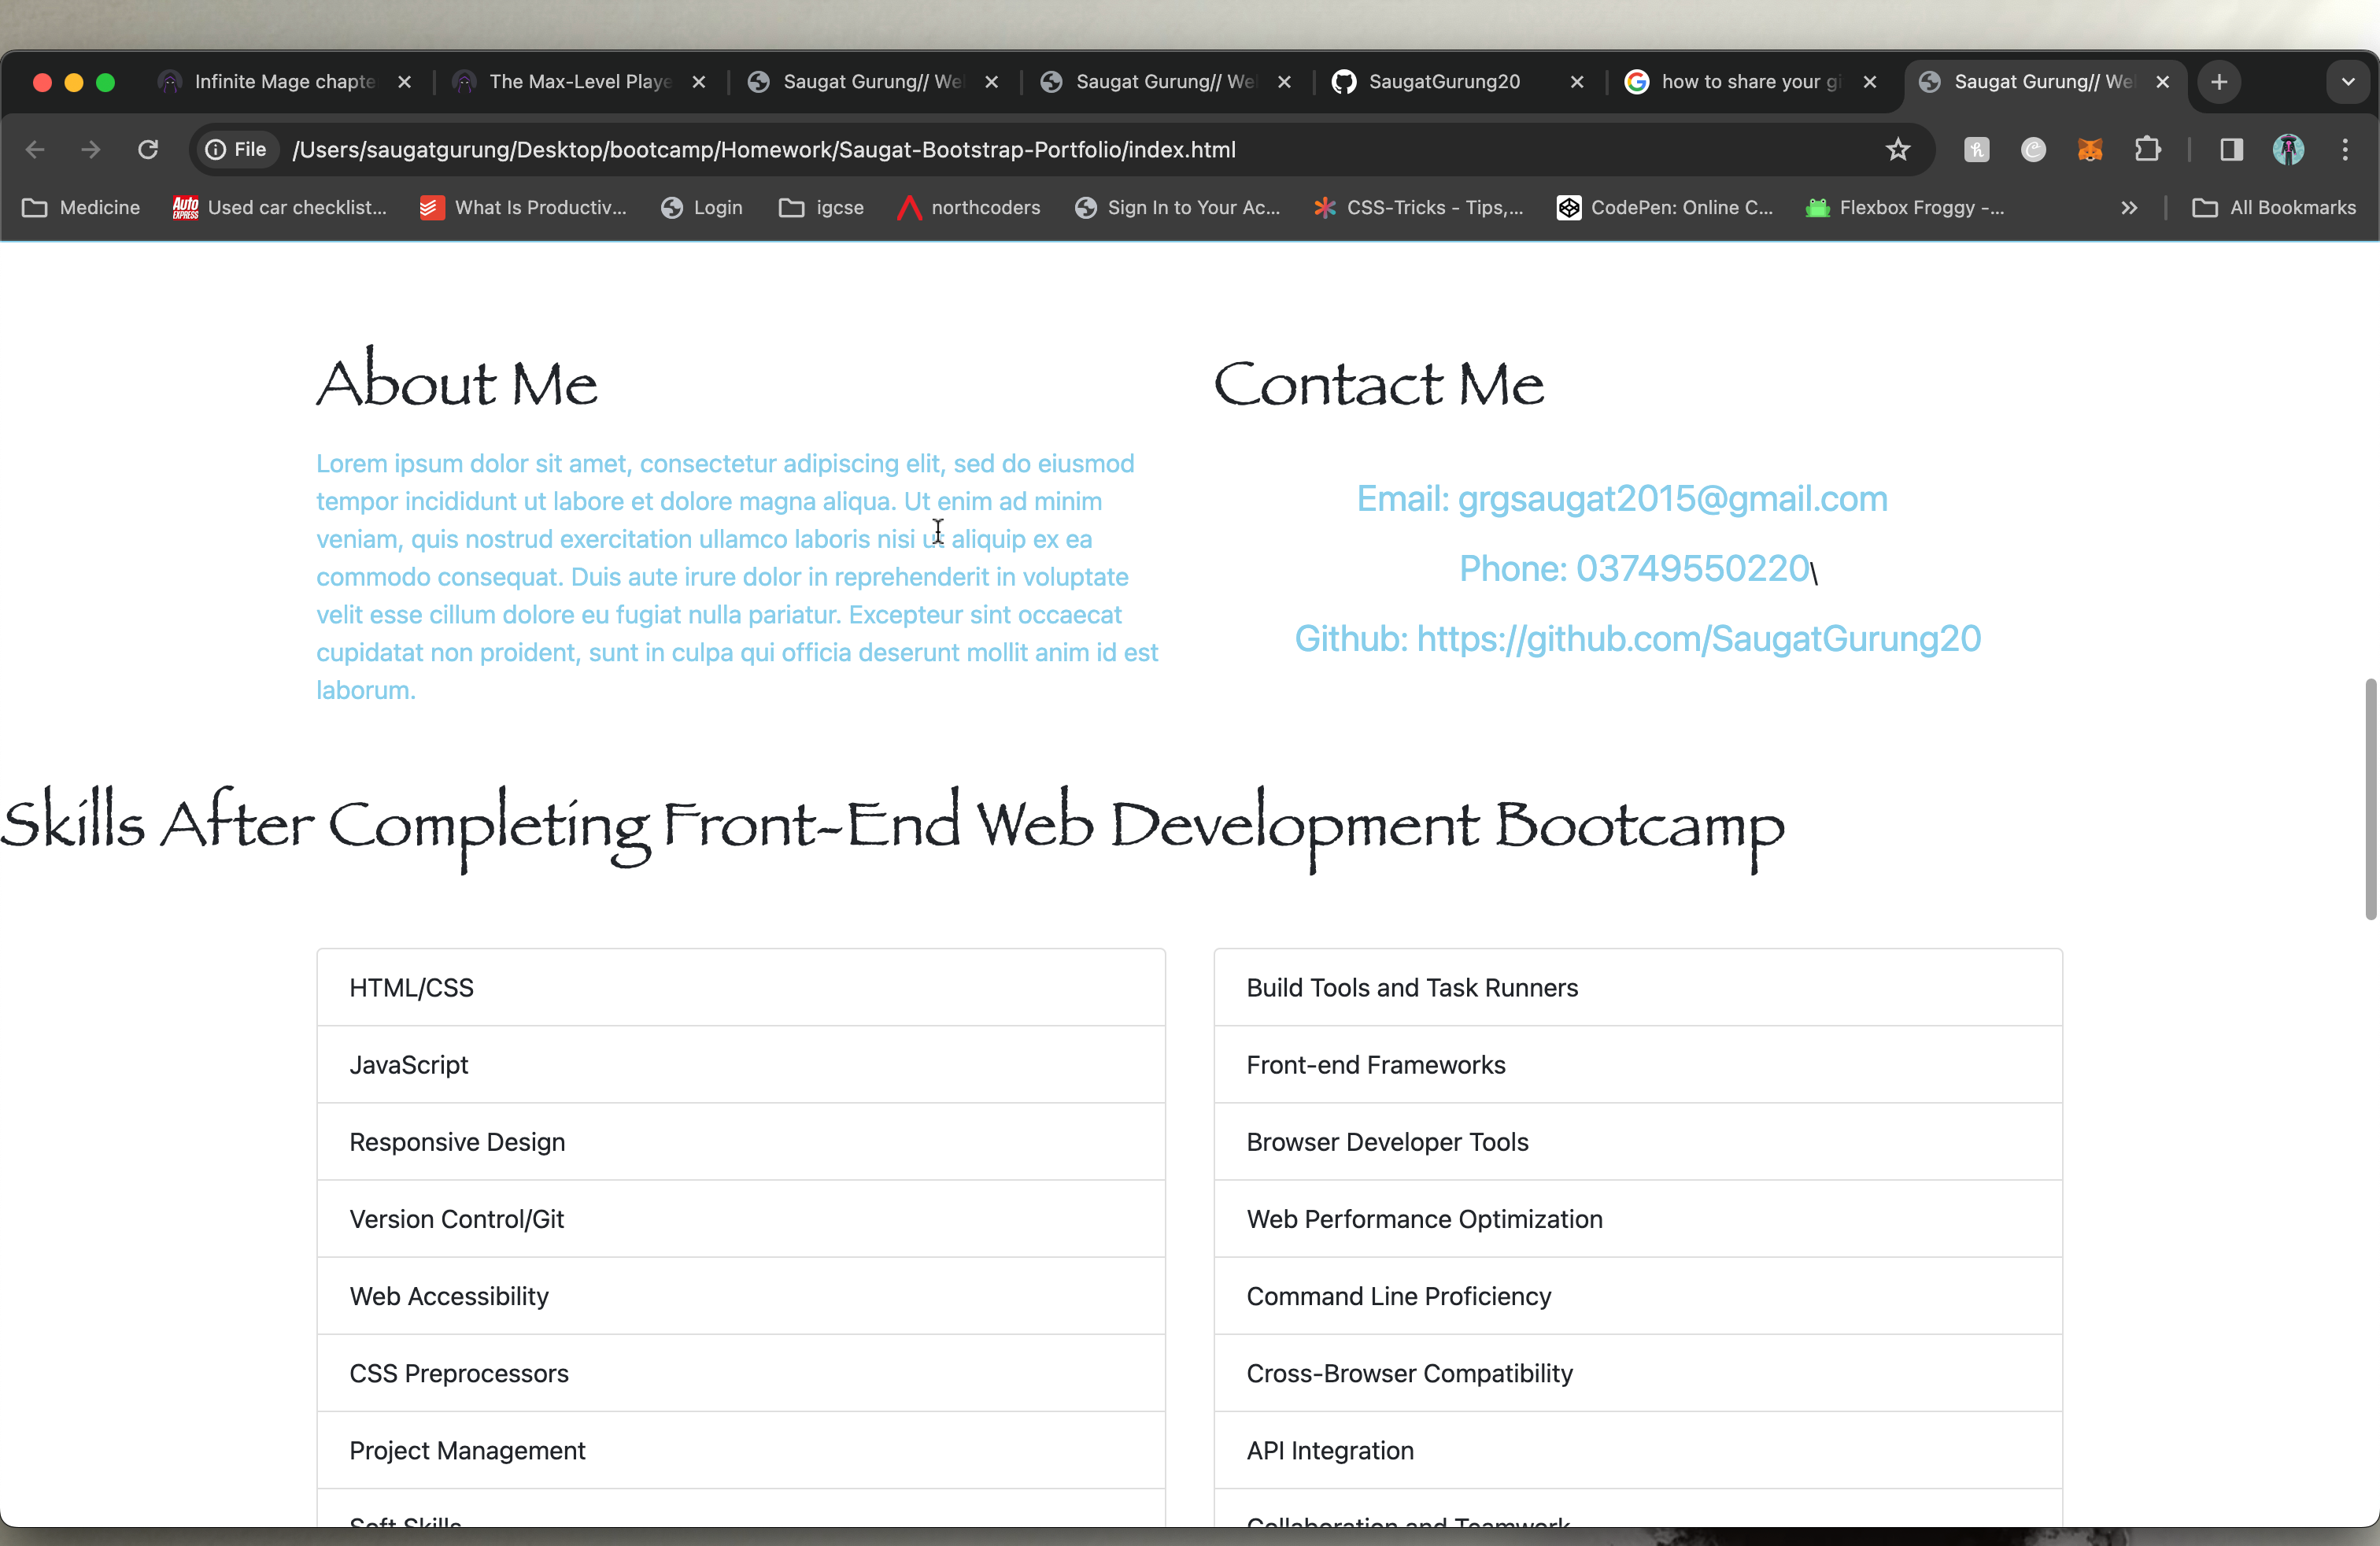 Infinite Mage chapte
The Max-Level Playe
Saugat Gurung// We
Saugat Gurung// We
SaugatGurung20
how to share your gi
Saugat Gurung// We
File /Users/saugatgurung/Desktop/bootcamp/Homework/Saugat-Bootstrap-Portfolio/index.html
Medicine
AUTO EXPRESS Used car checklist...
What Is Productiv...
Login
igcse
northcoders
Sign In to Your Ac...
CSS-Tricks - Tips,...
CodePen: Online C...
Flexbox Froggy -...
All Bookmarks
About Me
Lorem ipsum dolor sit amet, consectetur adipiscing elit, sed do eiusmod
tempor incididunt ut labore et dolore magna aliqua. Ut enim ad minim
veniam, quis nostrud exercitation ullamco laboris nisi ut aliquip ex ea
commodo consequat. Duis aute irure dolor in reprehenderit in voluptate
velit esse cillum dolore eu fugiat nulla pariatur. Excepteur sint occaecat
cupidatat non proident, sunt in culpa qui officia deserunt mollit anim id est
laborum.
Contact Me
Email: grgsaugat2015@gmail.com
Phone: 03749550220\
Github: https://github.com/SaugatGurung20
Skills After Completing Front-End Web Development Bootcamp
HTML/CSS
JavaScript
Responsive Design
Version Control/Git
Web Accessibility
CSS Preprocessors
Project Management
Soft Skills
Build Tools and Task Runners
Front-end Frameworks
Browser Developer Tools
Web Performance Optimization
Command Line Proficiency
Cross-Browser Compatibility
API Integration
Collaboration and Teamwork